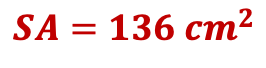 SA = 136 cm²